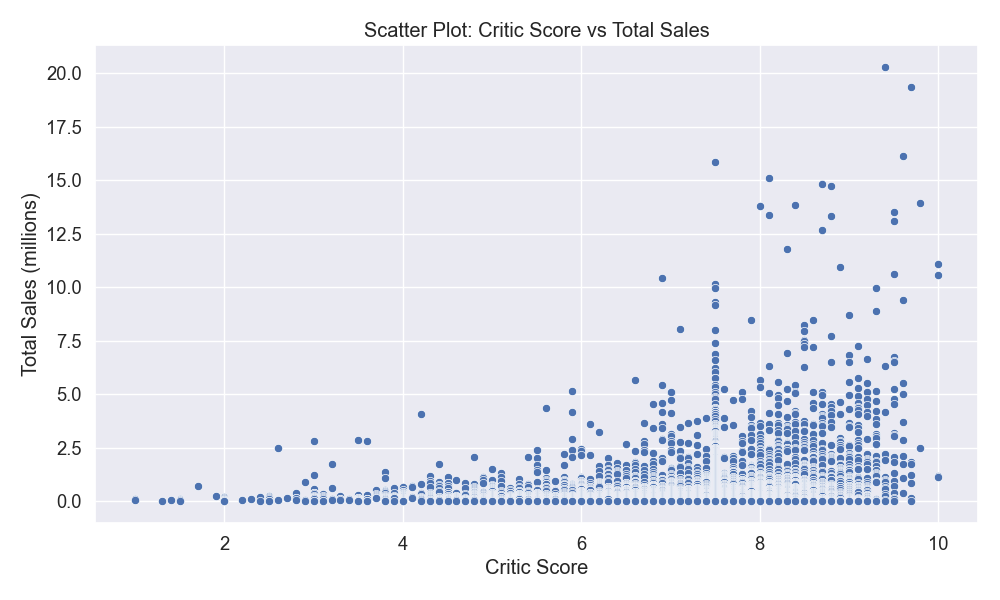 Scatter Plot: Critic Score vs Total Sales
20.0
17.5
15.0
12.5
10.0
7.5
5.0
2.5
0.0
Total Sales (millions)
2 4 6 8 10
Critic Score